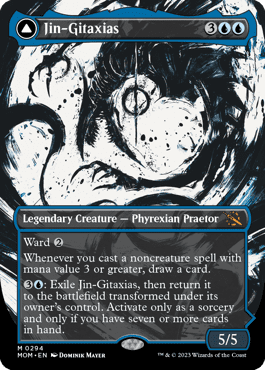 Jin-Gitaxias 3
Legendary Creature — Phyrexian Praetor
Ward 2
Whenever you cast a noncreature spell with
mana value 3 or greater, draw a card.
3: Exile Jin-Gitaxias, then return it
to the battlefield transformed under its
owner's control. Activate only as a sorcery
and only if you have seven or more cards
in hand.
5/5
M 0294
MOM • EN DOMINIK MAYER ™ & © 2023 Wizards of the Coast